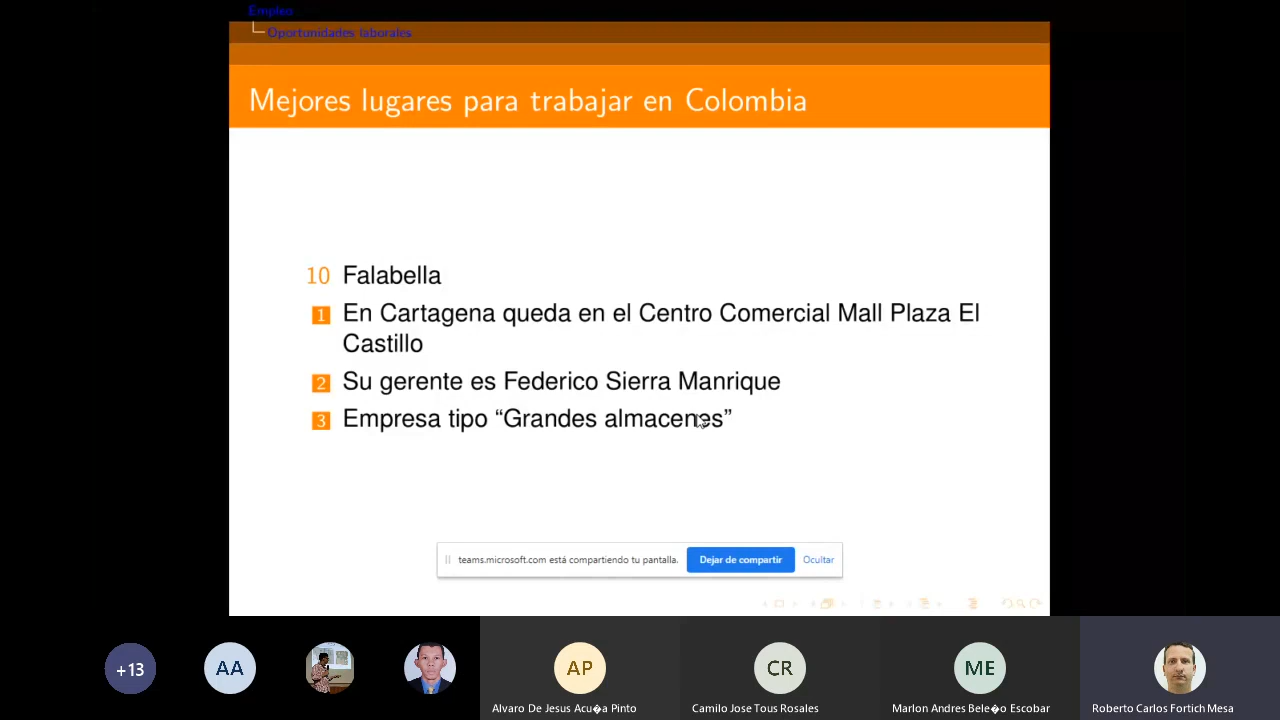 Empleo
Oportunidades laborales
Mejores lugares para trabajar en Colombia
10 Falabella
1 En Cartagena queda en el Centro Comercial Mall Plaza El
Castillo
2 Su gerente es Federico Sierra Manrique
3 Empresa tipo “Grandes almacenes”
teams.microsoft.com está compartiendo tu pantalla. Dejar de compartir Ocultar
+13 AA AP CR ME
Alvaro De Jesus Acu�a Pinto Camilo Jose Tous Rosales Marlon Andres Bele�o Escobar Roberto Carlos Fortich Mesa